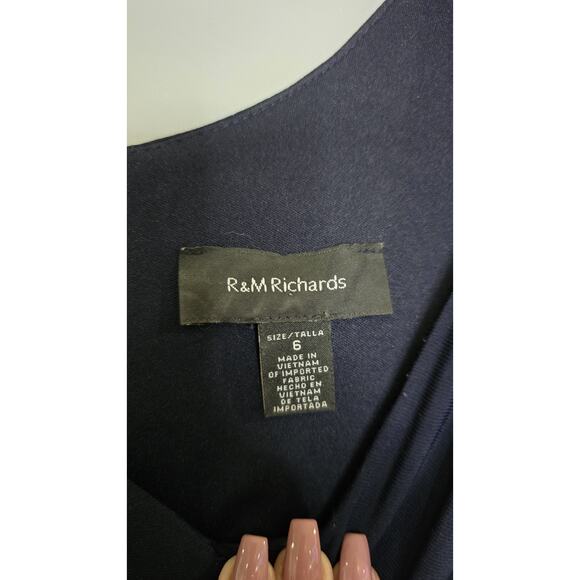 R&M Richards
SIZE/TALLA
6
MADE IN
VIETNAM
OF IMPORTED
FABRIC
HECHO EN
VIETNAM
DE TELA
IMPORTADA